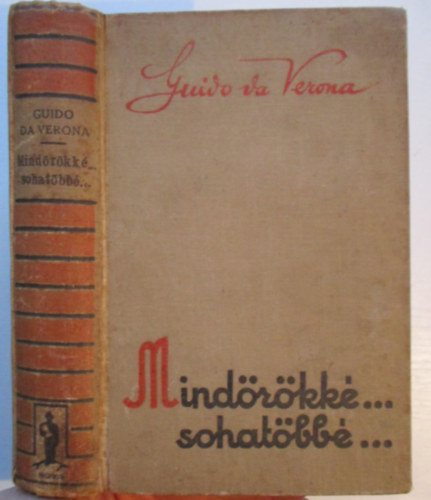 GUIDO
DA VERONA
Mindörökké...
sohatöbbé...
Guido da Verona
Mindörökké...
sohatöbbé...